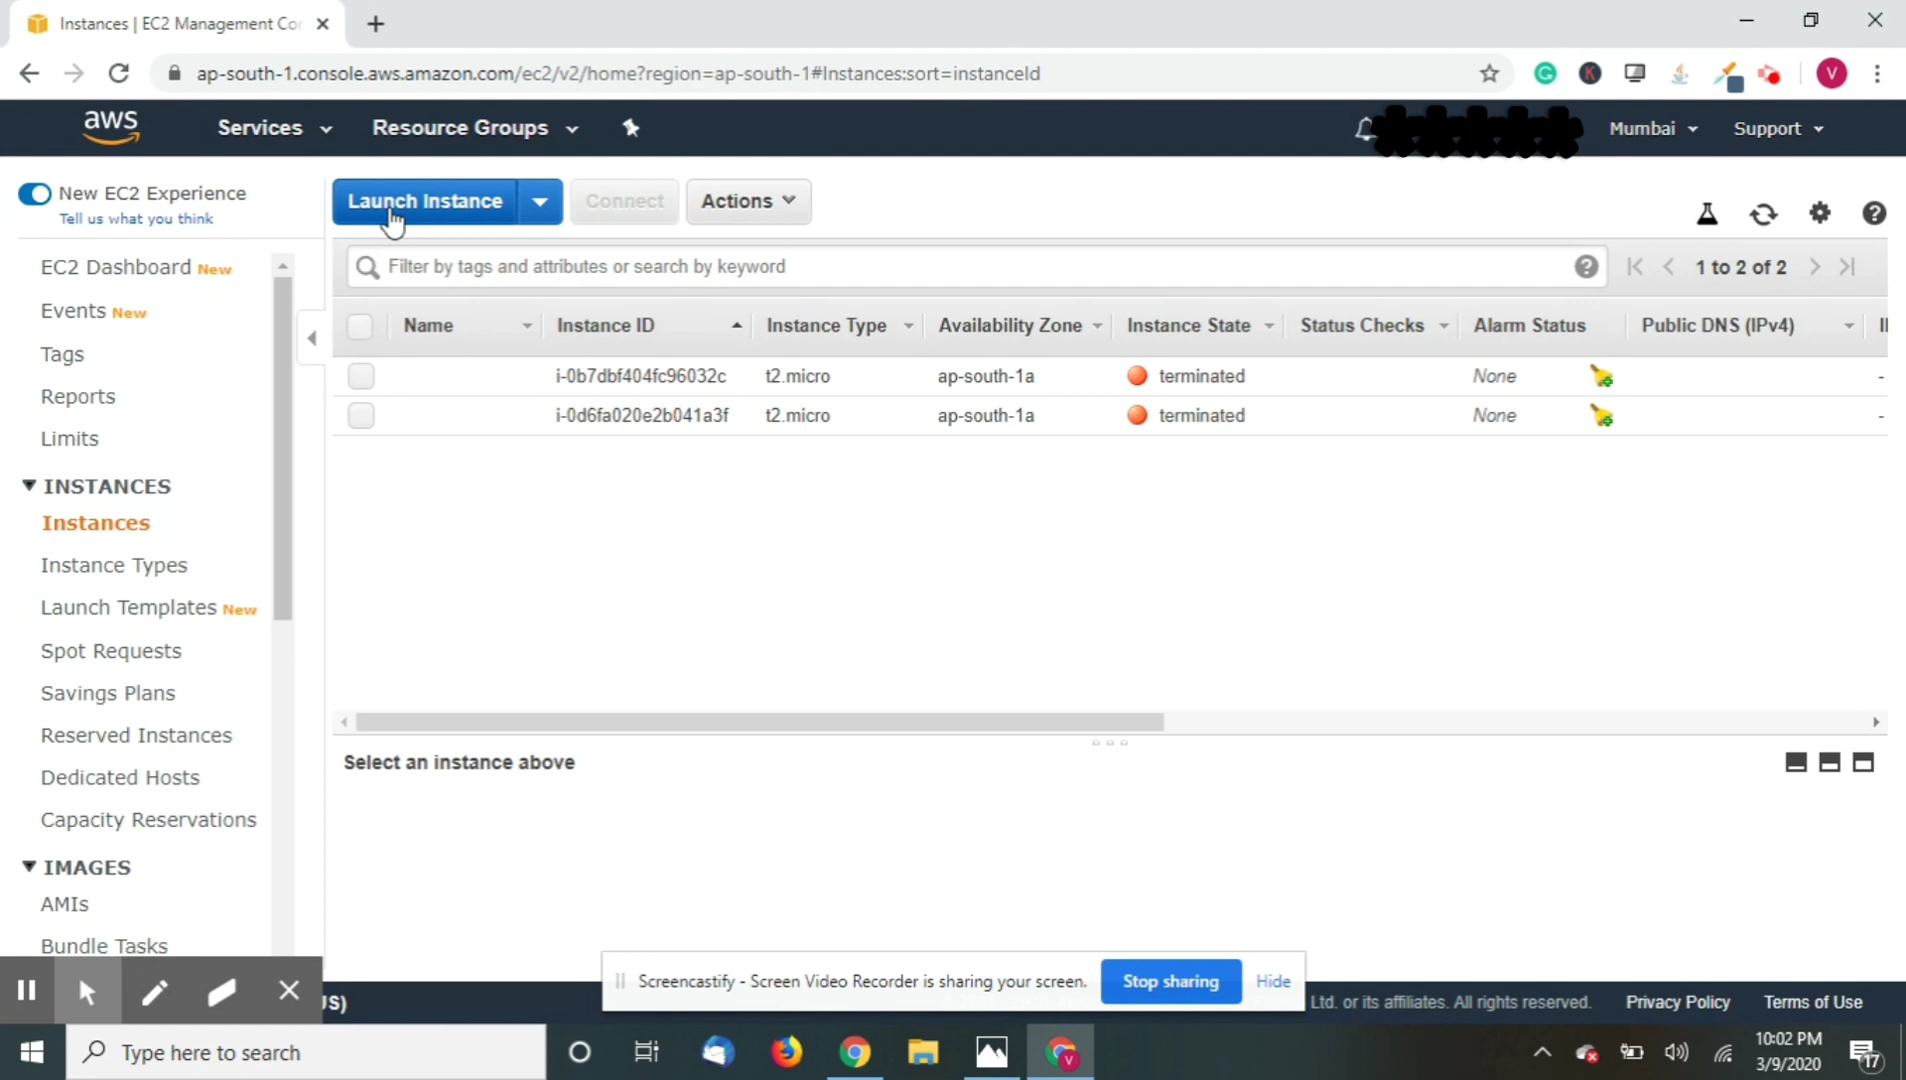 Instances | EC2 Management Co
ap-south-1.console.aws.amazon.com/ec2/v2/home?region=ap-south-1#Instances:sort=instanceId
V
aws
Services
Resource Groups
Mumbai
Support
New EC2 Experience
Tell us what you think
Launch Instance
Connect
Actions
EC2 Dashboard New
Events New
Tags
Reports
Limits
INSTANCES
Instances
Instance Types
Launch Templates New
Spot Requests
Savings Plans
Reserved Instances
Dedicated Hosts
Capacity Reservations
IMAGES
AMIs
Bundle Tasks
Filter by tags and attributes or search by keyword
1 to 2 of 2
Name Instance ID Instance Type Availability Zone Instance State Status Checks Alarm Status Public DNS (IPv4)
i-0b7dbf404fc96032c t2.micro ap-south-1a terminated None -
i-0d6fa020e2b041a3f t2.micro ap-south-1a terminated None -
Select an instance above
Screencastify - Screen Video Recorder is sharing your screen.
Stop sharing
Hide
US)
Ltd. or its affiliates. All rights reserved.
Privacy Policy
Terms of Use
Type here to search
10:02 PM
3/9/2020
17